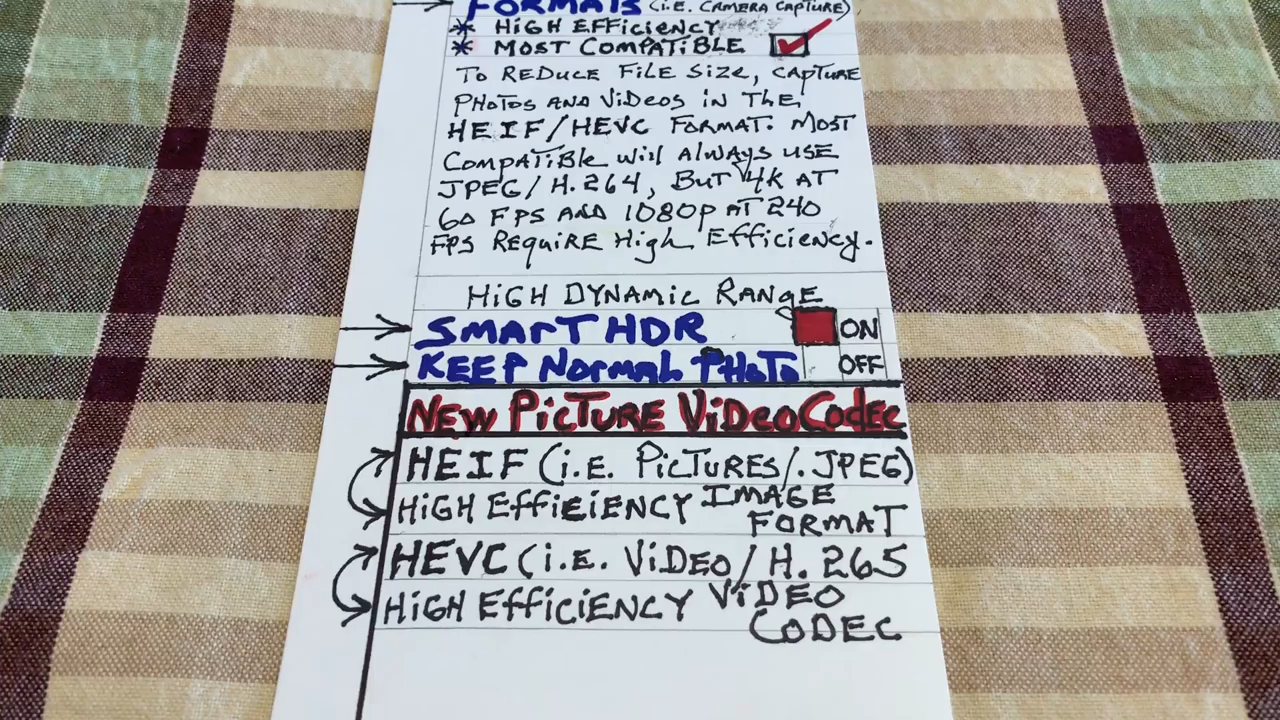 FORMATS (i.E. CAMERA CAPTURE)
* HiGH EFFiCiENCY
* MOST COMPATiBLE
TO REDUCE FiLE SiZE, CAPTURE
PHOTOS AND ViDEOS iN THE
HEIF/HEVC FORMAT. MOST
COMPATiBLE will ALWAYS USE
JPEG/H.264, BUT 4K AT
60 FPS AND 1080p AT 240
FPS REQUiRE HigH EfficiENCy.
HiGH DYNAMiC RANgE
SMART HDR ON
KEEP NORMAL PHOTO OFF
NEW PiCTURE ViDEO CodEC
HEIF (i.E. PiCTURES/.JPEG)
HiGH EffiEiENCY IMAGE
FORMAT
HEVC (i.E. ViDEO/H.265
HiGH EfficiENCY ViDEO
CODEC